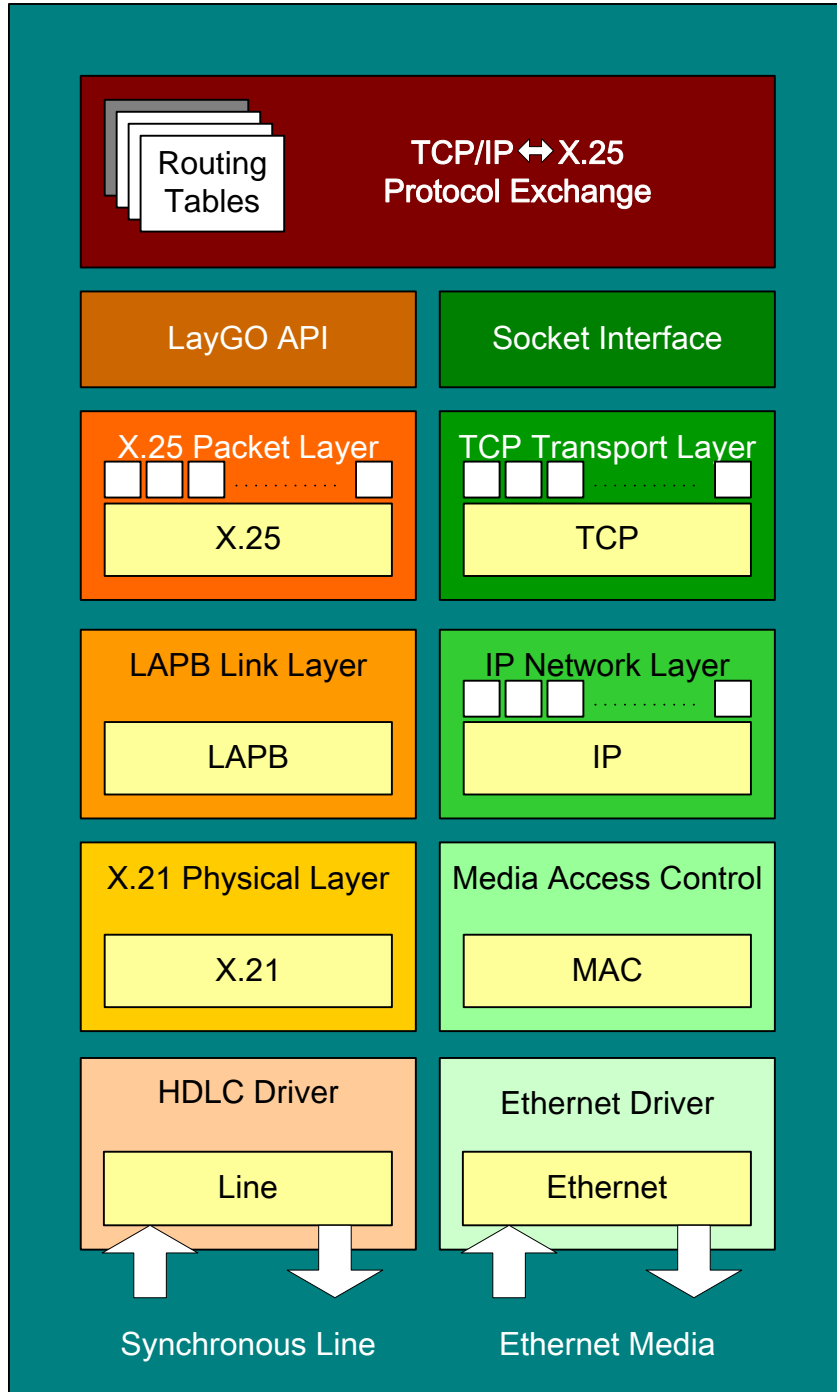 Routing
Tables
TCP/IP ⇔ X.25
Protocol Exchange
LayGO API
Socket Interface
X.25 Packet Layer
...........
X.25
TCP Transport Layer
...........
TCP
LAPB Link Layer
LAPB
IP Network Layer
...........
IP
X.21 Physical Layer
X.21
Media Access Control
MAC
HDLC Driver
Line
Ethernet Driver
Ethernet
Synchronous Line
Ethernet Media